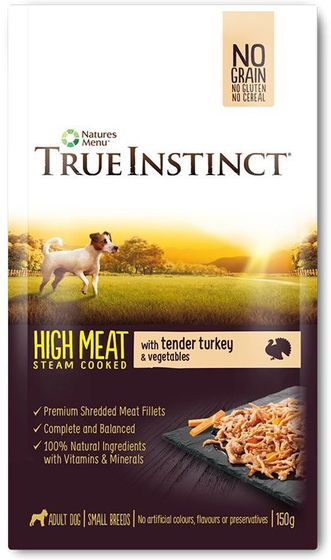 NO
GRAIN
NO GLUTEN
NO CEREAL
Natures
Menu®
TRUEINSTINCT®
HIGH MEAT
STEAM COOKED
with tender turkey
& vegetables
✓ Premium Shredded Meat Fillets
✓ Complete and Balanced
✓ 100% Natural Ingredients
with Vitamins & Minerals
ADULT DOG | SMALL BREEDS | No artificial colours, flavours or preservatives | 150g